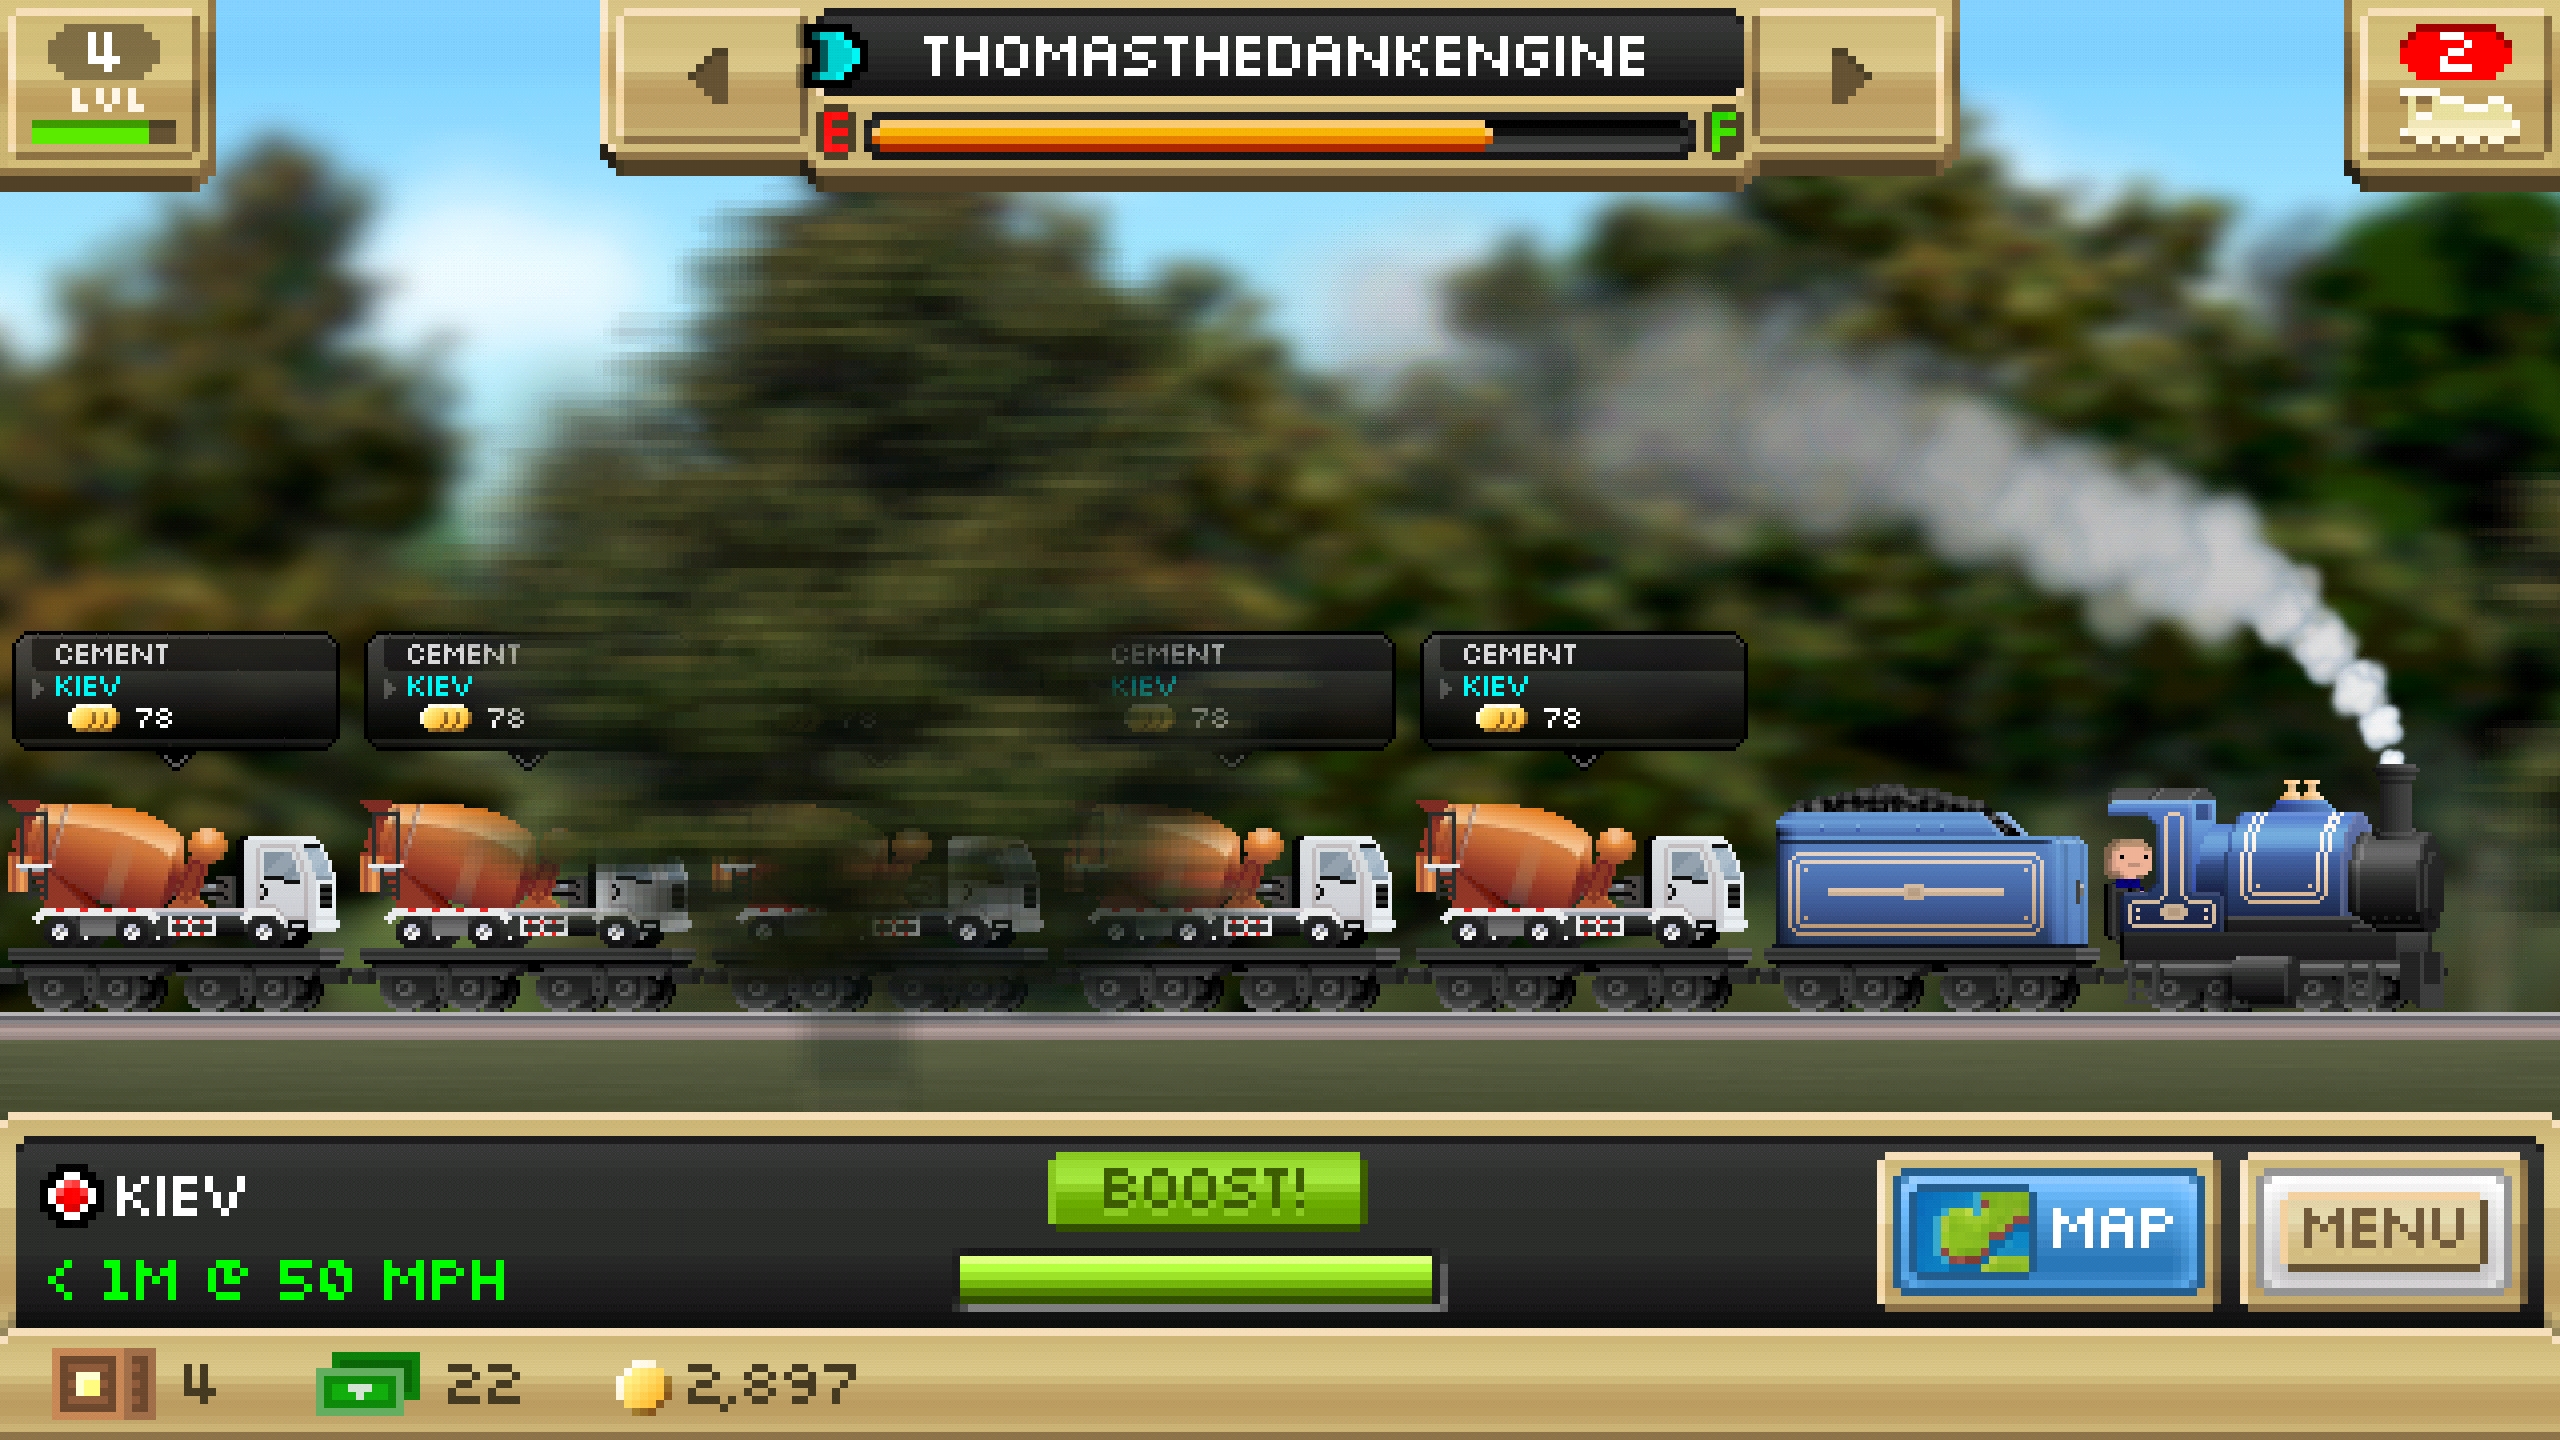 4
LVL
THOMASTHEDANKENGINE
E
F
2
CEMENT
KIEV
78
CEMENT
KIEV
78
78
CEMENT
KIEV
78
CEMENT
KIEV
78
KIEV
< 1M @ 50 MPH
BOOST!
MAP
MENU
4
22
2,897